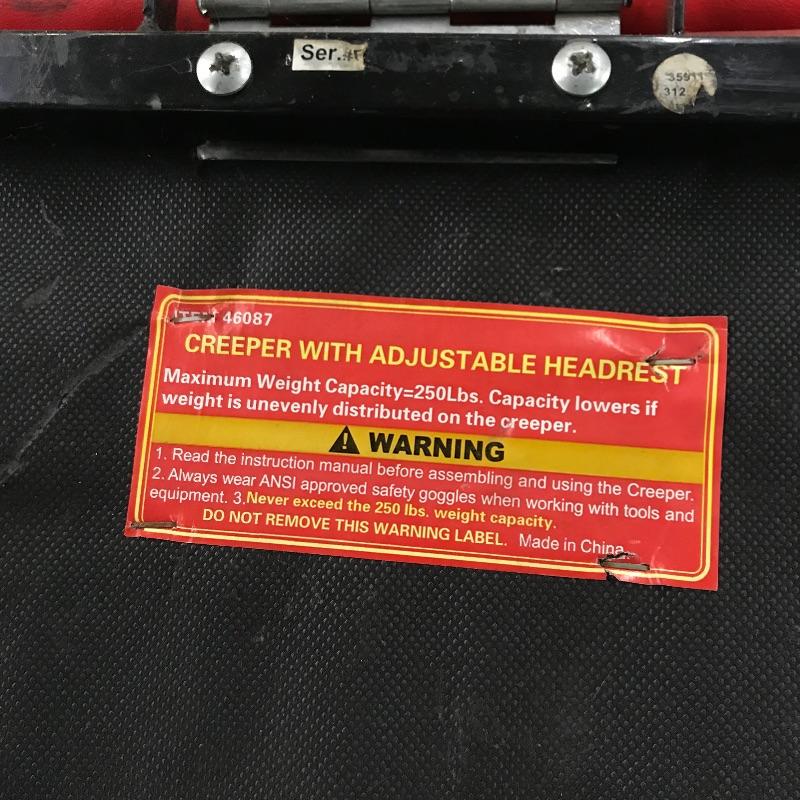 Ser.#F
35911
312
ITEM 46087
CREEPER WITH ADJUSTABLE HEADREST
Maximum Weight Capacity=250Lbs. Capacity lowers if
weight is unevenly distributed on the creeper.
WARNING
1. Read the instruction manual before assembling and using the Creeper.
2. Always wear ANSI approved safety goggles when working with tools and
equipment. 3.Never exceed the 250 lbs. weight capacity.
DO NOT REMOVE THIS WARNING LABEL. Made in China.